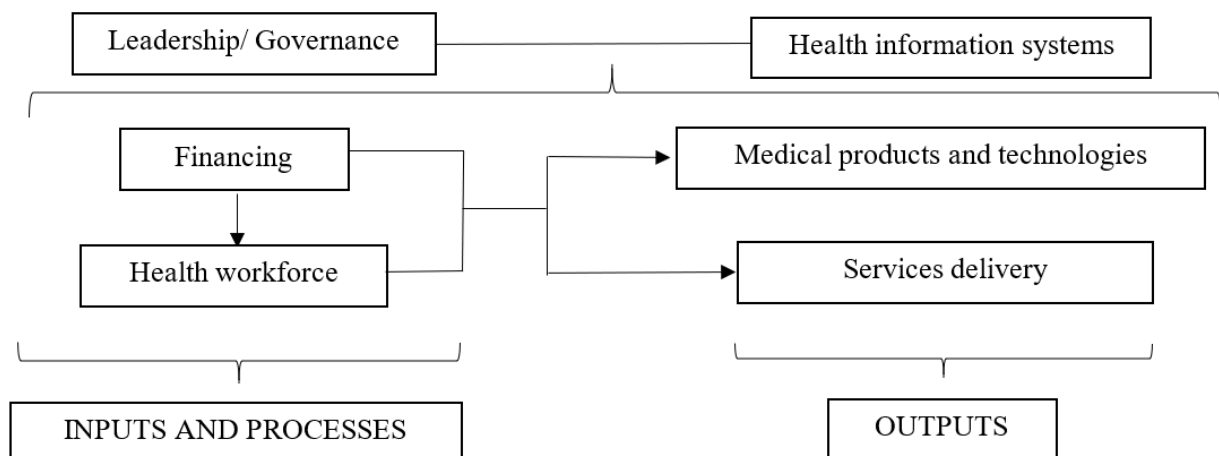 Leadership/ Governance
Health information systems
Financing
Medical products and technologies
Health workforce
Services delivery
INPUTS AND PROCESSES
OUTPUTS